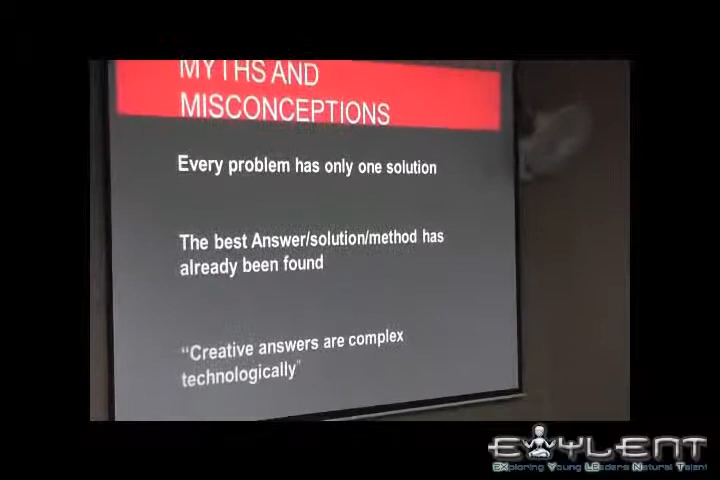 MYTHS AND
MISCONCEPTIONS
Every problem has only one solution
The best Answer/solution/method has
already been found
“Creative answers are complex
technologically”
EXYLENT
EXploring Young LEaders Natural Talent